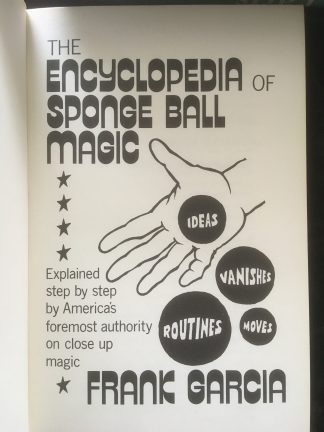 THE
ENCYCLOPEDIA OF
SPONGE BALL
MAGIC
IDEAS
VANISHES
ROUTINES
MOVES
Explained
step by step
by America's
foremost authority
on close up
magic
FRANK GARCIA